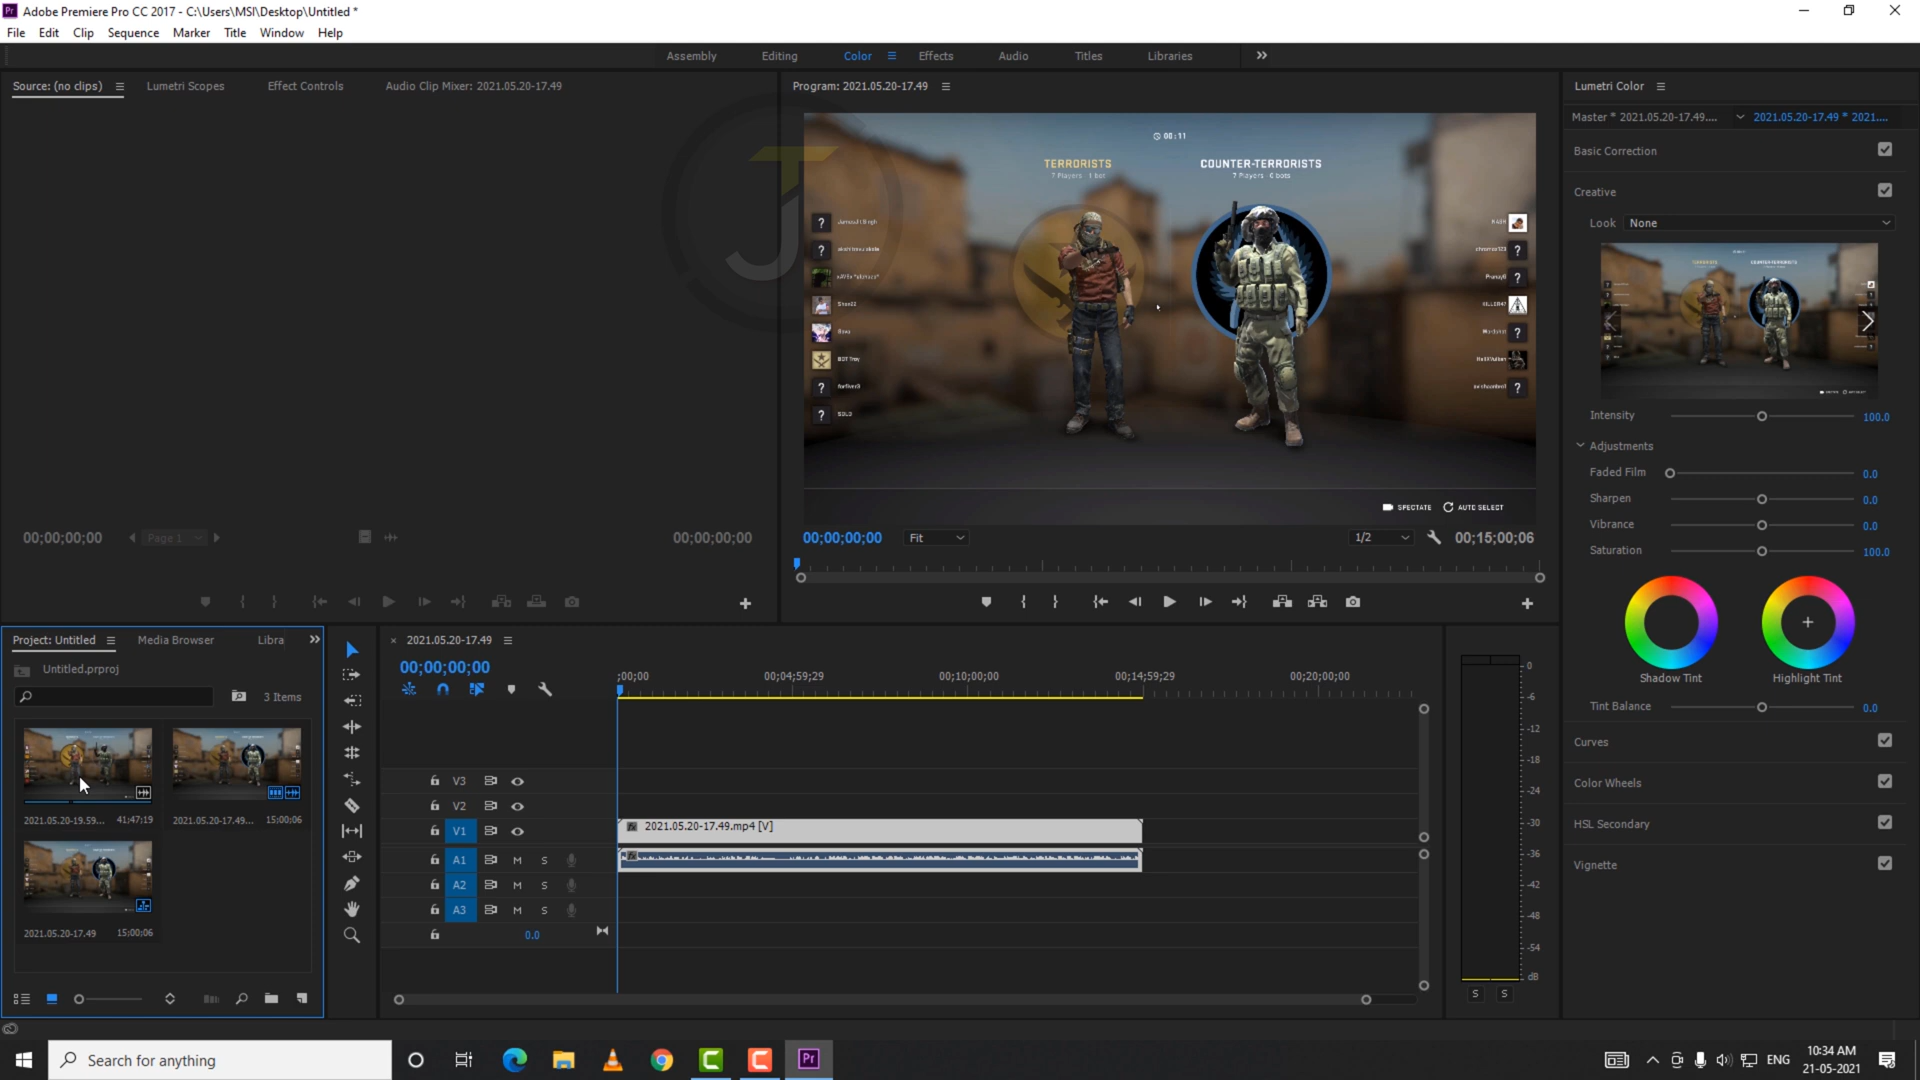 Adobe Premiere Pro CC 2017 - C:\Users\MSI\Desktop\Untitled *
File Edit Clip Sequence Marker Title Window Help
Assembly Editing Color Effects Audio Titles Libraries
Source: (no clips) Lumetri Scopes Effect Controls Audio Clip Mixer: 2021.05.20-17.49
Program: 2021.05.20-17.49
00:11
TERRORISTS
7 Players · 1 bot
COUNTER-TERRORISTS
7 Players · 0 bots
BOT Troy
SOLO
SPECTATE AUTO SELECT
Lumetri Color
Master * 2021.05.20-17.49.... 2021.05.20-17.49 * 2021....
Basic Correction
Creative
Look None
Intensity 100.0
Adjustments
Faded Film 0.0
Sharpen 0.0
Vibrance 0.0
Saturation 100.0
Shadow Tint Highlight Tint
Tint Balance 0.0
Curves
Color Wheels
HSL Secondary
Vignette
00;00;00;00 Page 1 00;00;00;00
00;00;00;00 Fit 1/2 00;15;00;06
Project: Untitled Media Browser Libra
Untitled.prproj
3 Items
2021.05.20-19.59... 41;47;19
2021.05.20-17.49... 15;00;06
2021.05.20-17.49 15;00;06
2021.05.20-17.49
00;00;00;00
;00;00 00;04;59;29 00;10;00;00 00;14;59;29 00;20;00;00
V3
V2
V1 2021.05.20-17.49.mp4 [V]
A1 M S
A2 M S
A3 M S
0.0
0
-6
-12
-18
-24
-30
-36
-42
-48
-54
dB
S S
Search for anything
ENG
10:34 AM
21-05-2021